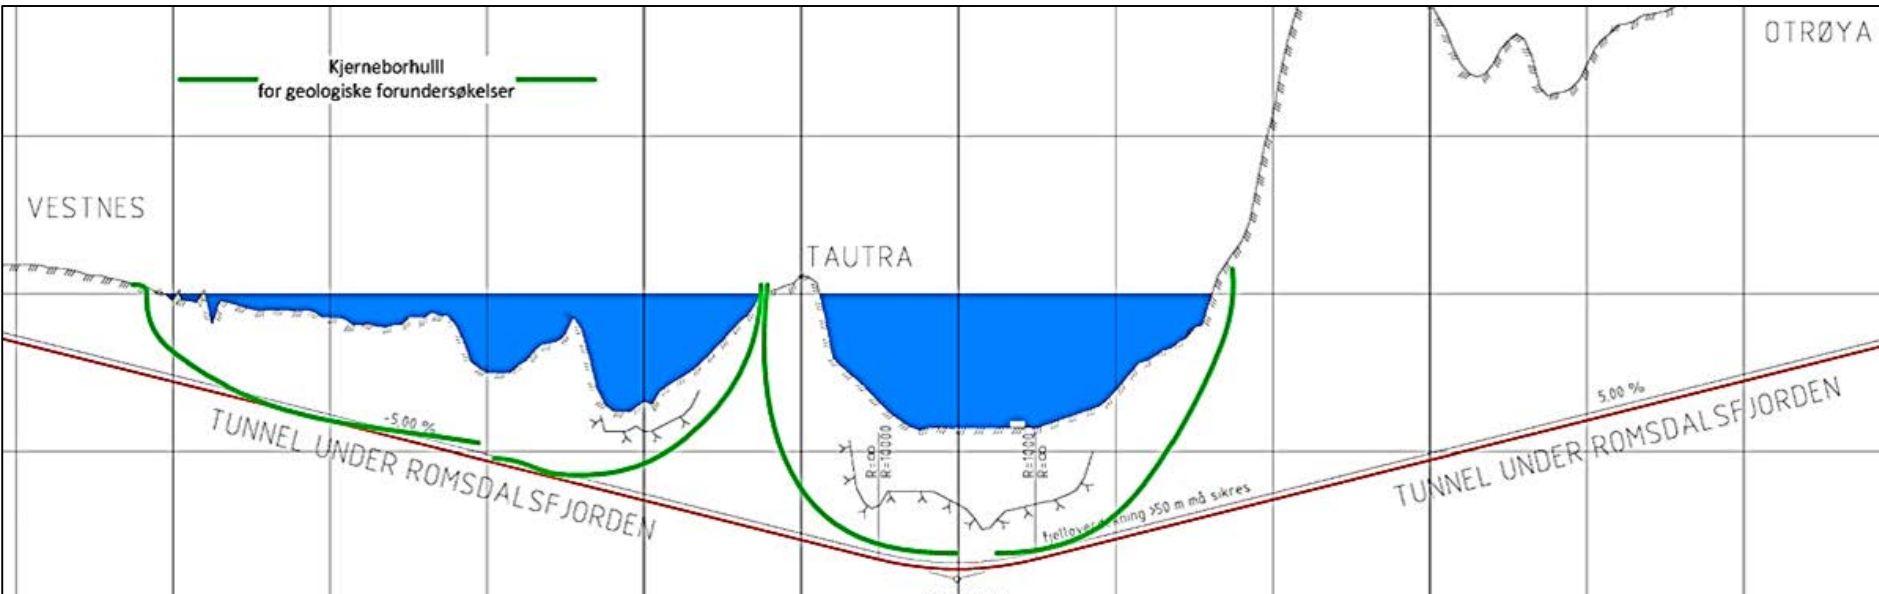 OTRØYA
Kjerneborhulll
for geologiske forundersøkelser
VESTNES
TAUTRA
-5,00 %
5,00 %
TUNNEL UNDER ROMSDALSFJORDEN
TUNNEL UNDER ROMSDALSFJORDEN
R=∞
R=10000
R=1000
R=∞
fjelloverdekning >50 m må sikres